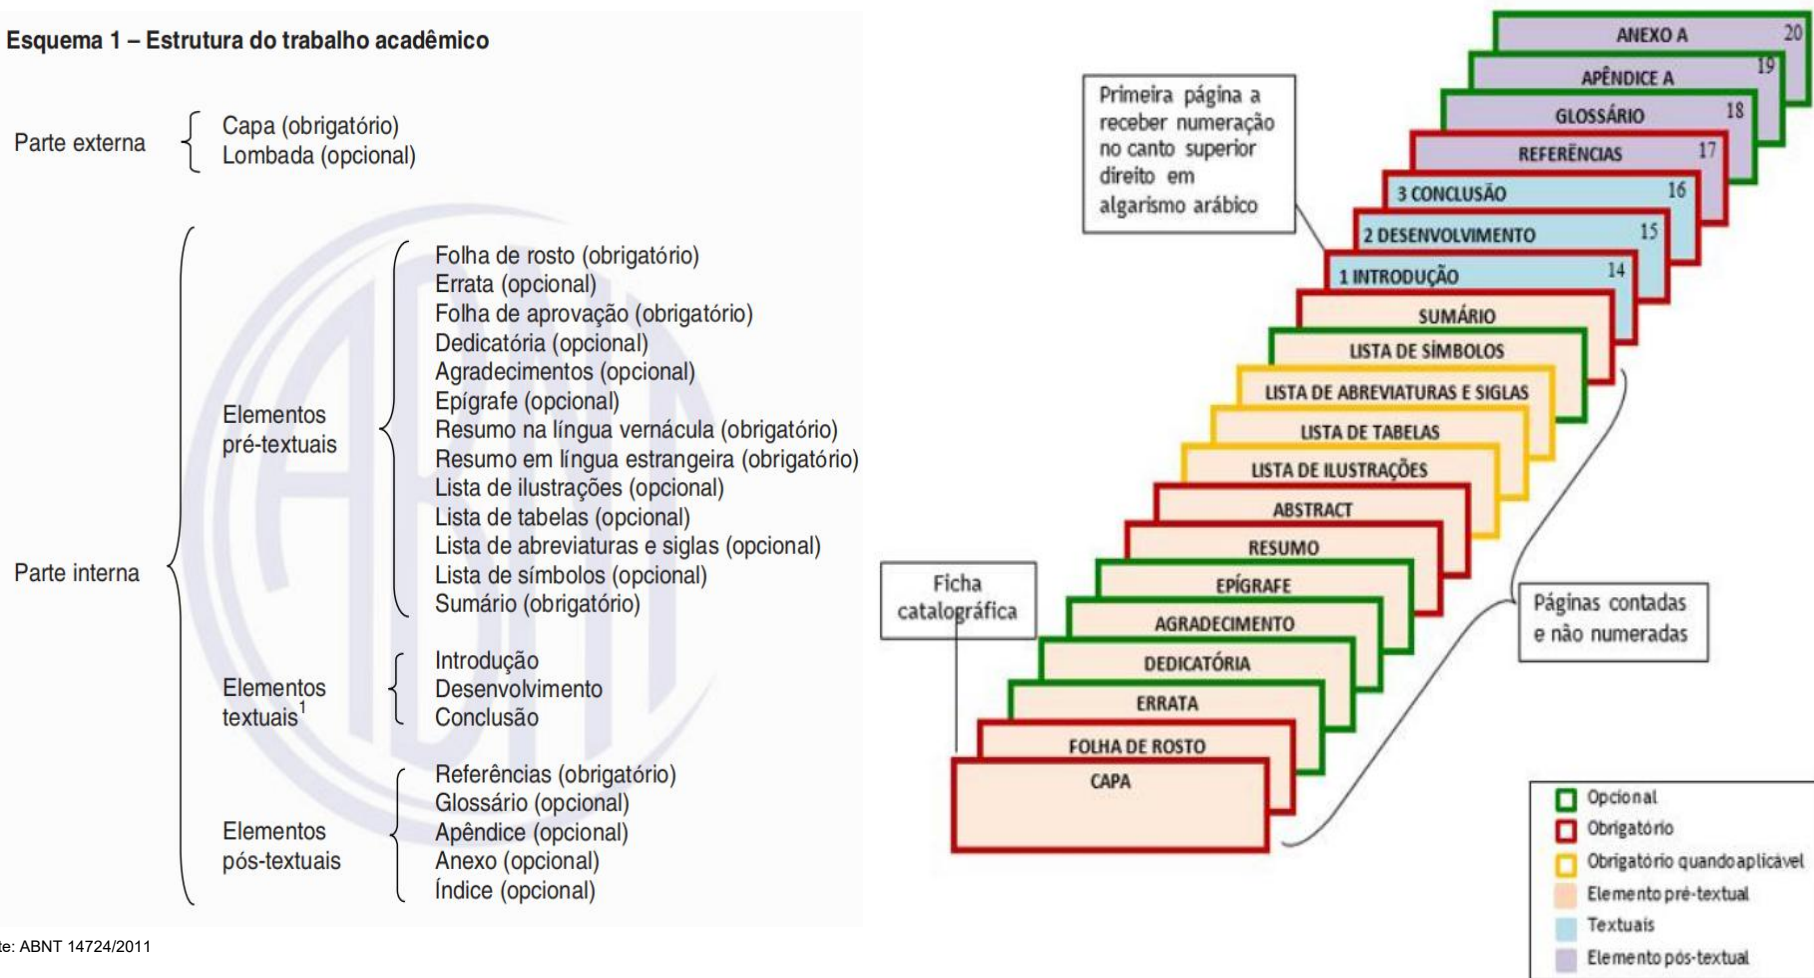 Esquema 1 – Estrutura do trabalho acadêmico
Parte externa
Capa (obrigatório)
Lombada (opcional)
Parte interna
Elementos
pré-textuais
Folha de rosto (obrigatório)
Errata (opcional)
Folha de aprovação (obrigatório)
Dedicatória (opcional)
Agradecimentos (opcional)
Epígrafe (opcional)
Resumo na língua vernácula (obrigatório)
Resumo em língua estrangeira (obrigatório)
Lista de ilustrações (opcional)
Lista de tabelas (opcional)
Lista de abreviaturas e siglas (opcional)
Lista de símbolos (opcional)
Sumário (obrigatório)
Elementos
textuais1
Introdução
Desenvolvimento
Conclusão
Elementos
pós-textuais
Referências (obrigatório)
Glossário (opcional)
Apêndice (opcional)
Anexo (opcional)
Índice (opcional)
te: ABNT 14724/2011
ABNT
ANEXO A 20
APÊNDICE A 19
GLOSSÁRIO 18
REFERÊNCIAS 17
3 CONCLUSÃO 16
2 DESENVOLVIMENTO 15
1 INTRODUÇÃO 14
SUMÁRIO
LISTA DE SÍMBOLOS
LISTA DE ABREVIATURAS E SIGLAS
LISTA DE TABELAS
LISTA DE ILUSTRAÇÕES
ABSTRACT
RESUMO
EPÍGRAFE
AGRADECIMENTO
DEDICATÓRIA
ERRATA
FOLHA DE ROSTO
CAPA
Primeira página a
receber numeração
no canto superior
direito em
algarismo arábico
Ficha
catalográfica
Páginas contadas
e não numeradas
Opcional
Obrigatório
Obrigatório quando aplicável
Elemento pré-textual
Textuais
Elemento pós-textual